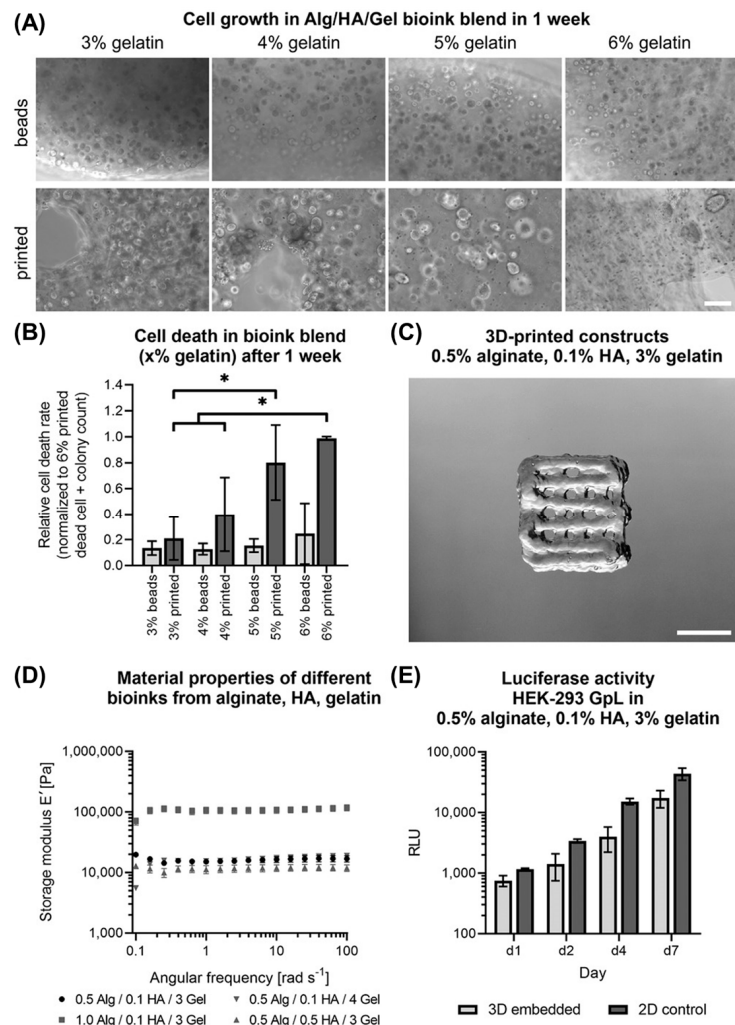 (A)
Cell growth in Alg/HA/Gel bioink blend in 1 week
3% gelatin 4% gelatin 5% gelatin 6% gelatin
beads
printed
(B)
Cell death in bioink blend
(x% gelatin) after 1 week
Relative cell death rate
(normalized to 6% printed
dead cell + colony count)
1.4
1.2
1.0
0.8
0.6
0.4
0.2
0.0
*
*
3% beads
3% printed
4% beads
4% printed
5% beads
5% printed
6% beads
6% printed
(C)
3D-printed constructs
0.5% alginate, 0.1% HA, 3% gelatin
(D)
Material properties of different
bioinks from alginate, HA, gelatin
Storage modulus E′ [Pa]
1,000,000
100,000
10,000
1,000
0.1 1 10 100
Angular frequency [rad s⁻¹]
0.5 Alg / 0.1 HA / 3 Gel
0.5 Alg / 0.1 HA / 4 Gel
1.0 Alg / 0.1 HA / 3 Gel
0.5 Alg / 0.5 HA / 3 Gel
(E)
Luciferase activity
HEK-293 GpL in
0.5% alginate, 0.1% HA, 3% gelatin
RLU
100,000
10,000
1,000
100
d1 d2 d4 d7
Day
3D embedded 2D control